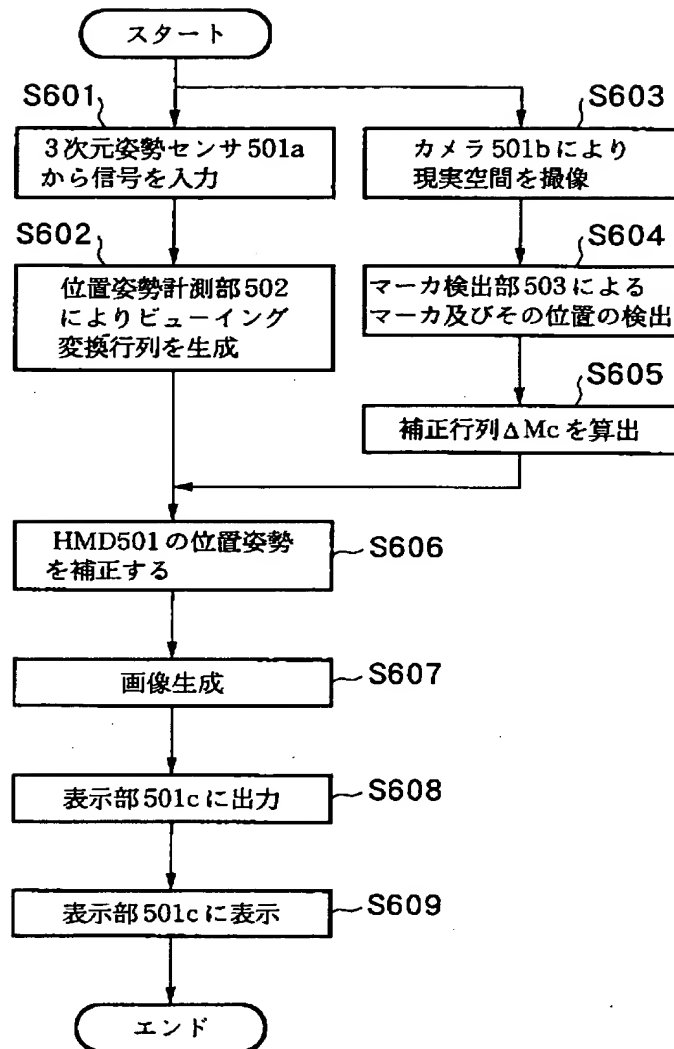 スタート
S601
3次元姿勢センサ501a
から信号を入力
S602
位置姿勢計測部502
によりビューイング
変換行列を生成
S603
カメラ501bにより
現実空間を撮像
S604
マーカ検出部503による
マーカ及びその位置の検出
S605
補正行列ΔMcを算出
HMD501の位置姿勢
を補正する
S606
画像生成
S607
表示部501cに出力
S608
表示部501cに表示
S609
エンド